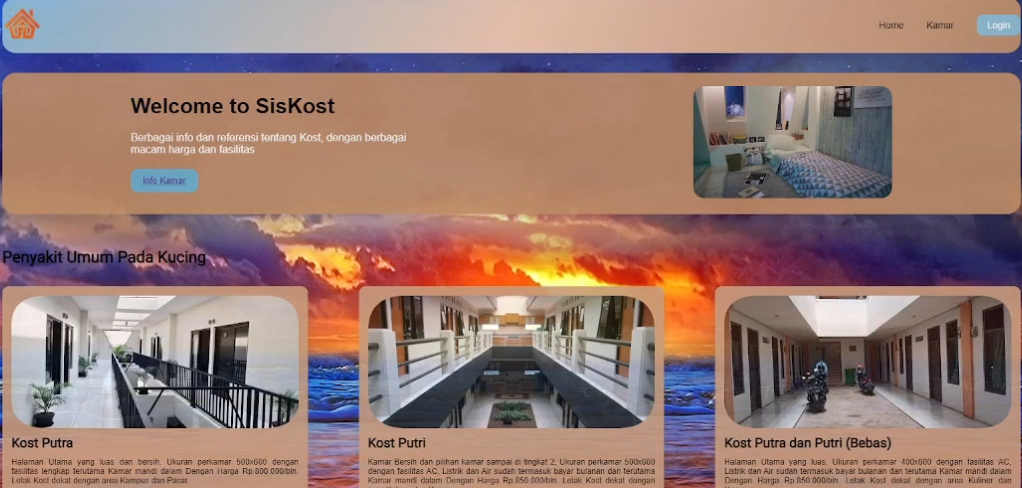 Home Kamar Login
Welcome to SisKost
Berbagai info dan referensi tentang Kost, dengan berbagai
macam harga dan fasilitas
Info Kamar
Penyakit Umum Pada Kucing
Kost Putra
Halaman Utama yang luas dan bersih, Ukuran perkamar 500x600 dengan
fasilitas lengkap terutama Kamar mandi dalam Dengan Harga Rp.800.000/bln.
Letak Kost dekat dengan area Kampus dan Pasar.
Kost Putri
Kamar Bersih dan pilihan kamar sampai di tingkat 2, Ukuran perkamar 500x600
dengan fasilitas AC, Listrik dan Air sudah termasuk bayar bulanan dan terutama
Kamar mandi dalam Dengan Harga Rp.850.000/bln. Letak Kost dekat dengan
Kost Putra dan Putri (Bebas)
Halaman Utama yang luas, Ukuran perkamar 400x600 dengan fasilitas AC,
Listrik dan Air sudah termasuk bayar bulanan dan terutama Kamar mandi dalam
Dengan Harga Rp.850.000/bln. Letak Kost dekat dengan area Kuliner dan